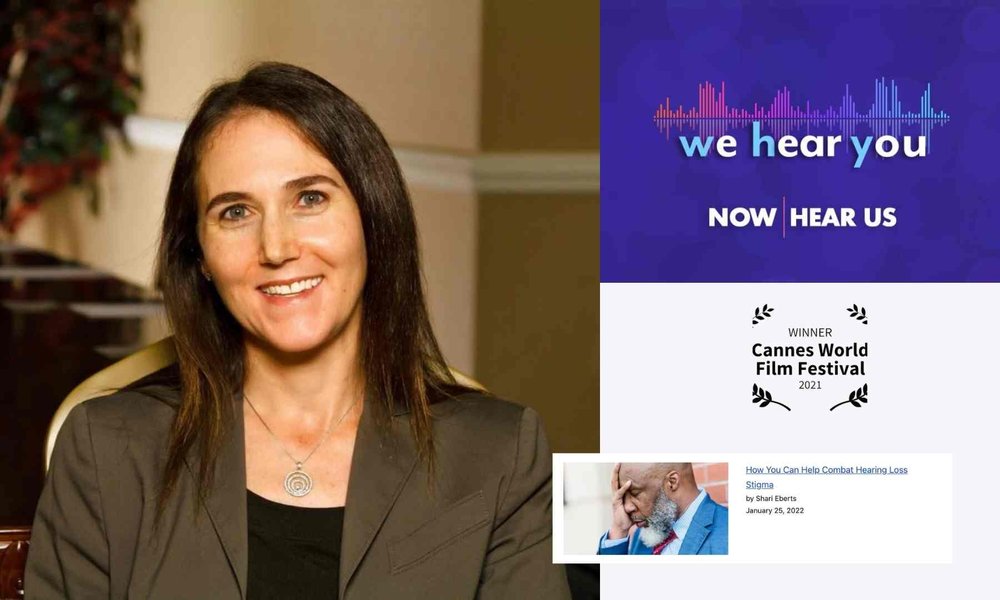 we hear you
NOW | HEAR US
WINNER
Cannes World
Film Festival
2021
How You Can Help Combat Hearing Loss
Stigma
by Shari Eberts
January 25, 2022